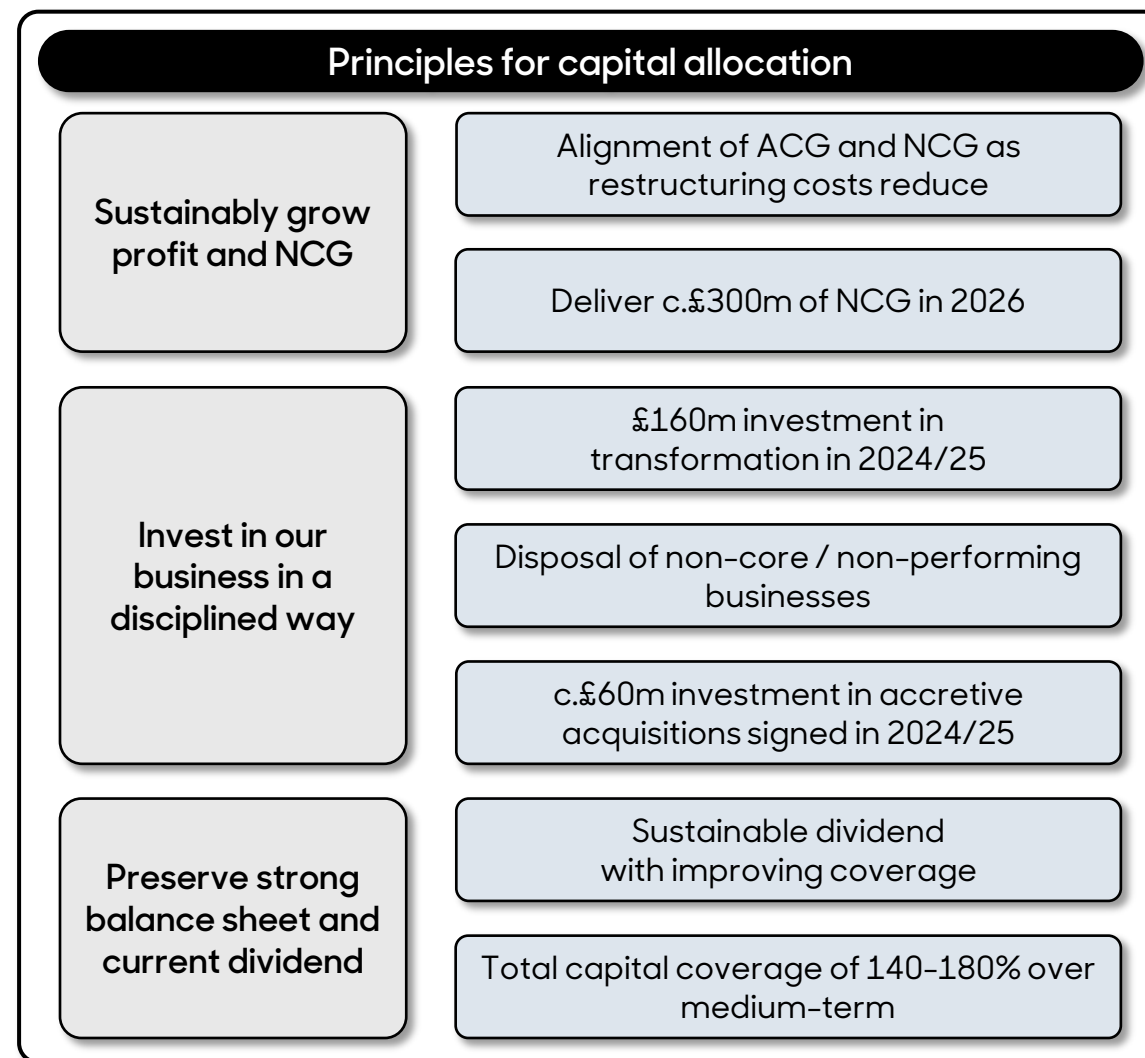 Principles for capital allocation
Sustainably grow
profit and NCG
Alignment of ACG and NCG as
restructuring costs reduce
Deliver c.£300m of NCG in 2026
Invest in our
business in a
disciplined way
£160m investment in
transformation in 2024/25
Disposal of non-core / non-performing
businesses
c.£60m investment in accretive
acquisitions signed in 2024/25
Preserve strong
balance sheet and
current dividend
Sustainable dividend
with improving coverage
Total capital coverage of 140-180% over
medium-term